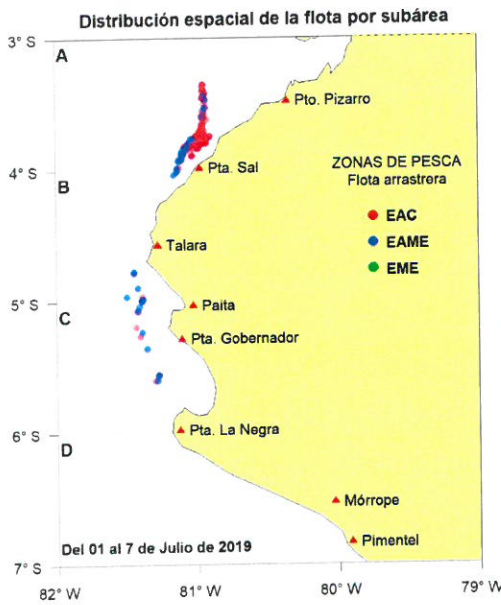 Distribución espacial de la flota por subárea
3° S
A
Pto. Pizarro
ZONAS DE PESCA
Flota arrastrera
4° S
B
Pta. Sal
EAC
EAME
EME
Talara
5° S
C
Paita
Pta. Gobernador
6° S
D
Pta. La Negra
Mórrope
Pimentel
Del 01 al 7 de Julio de 2019
7° S
82° W
81° W
80° W
79° W